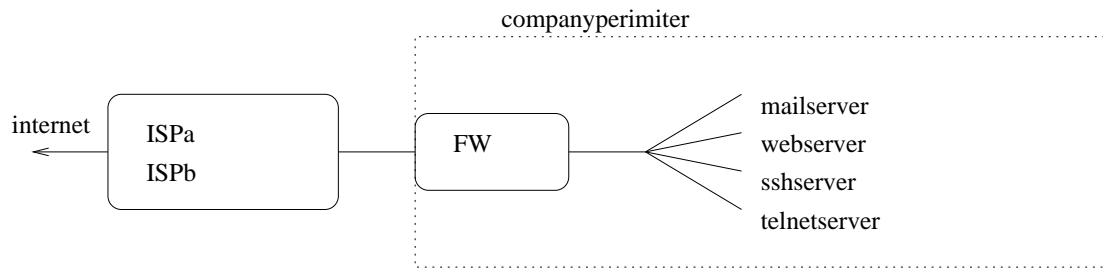 companyperimiter
internet
ISPa
ISPb
FW
mailserver
webserver
sshserver
telnetserver